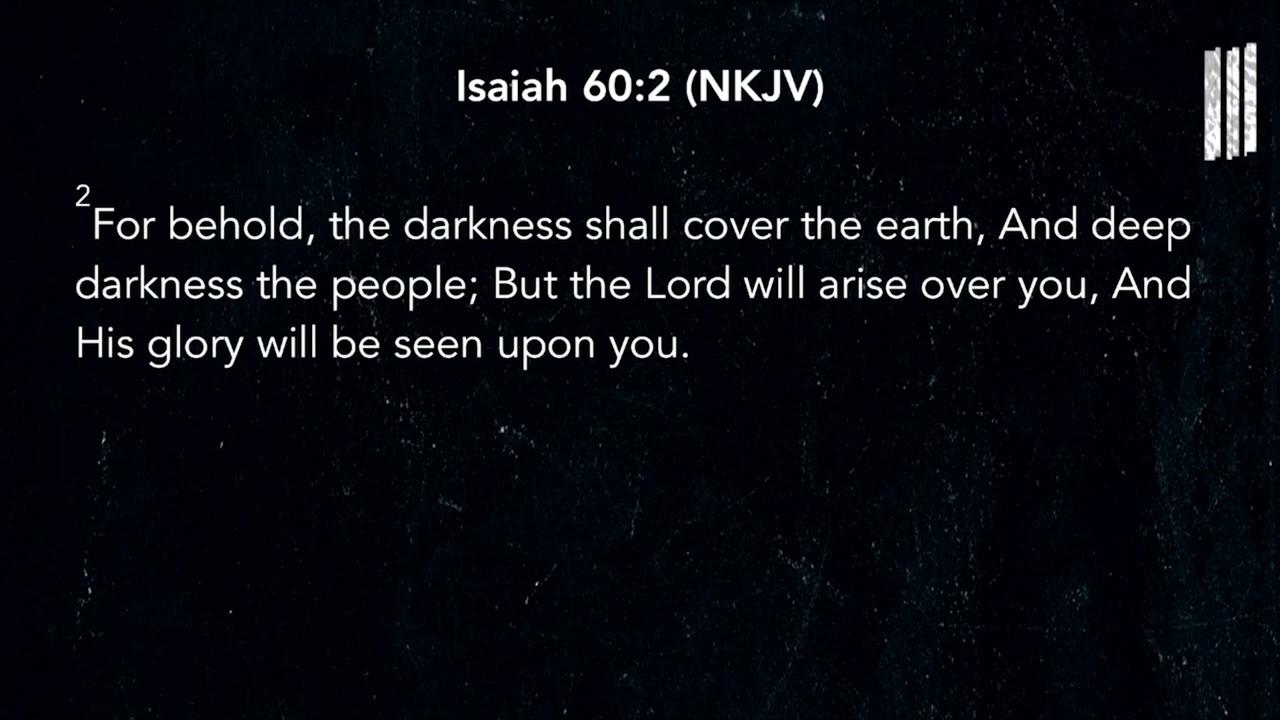 Isaiah 60:2 (NKJV)
2For behold, the darkness shall cover the earth, And deep
darkness the people; But the Lord will arise over you, And
His glory will be seen upon you.